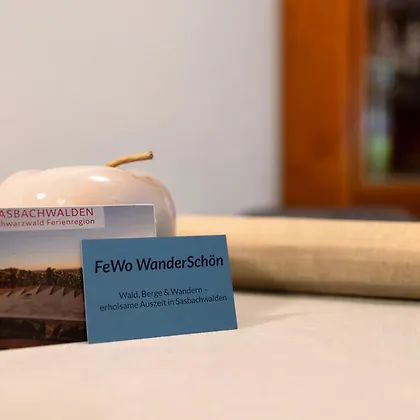 SASBACHWALDEN
chwarzwald Ferienregion
FeWo WanderSchön
Wald, Berge & Wandern –
erholsame Auszeit in Sasbachwalden